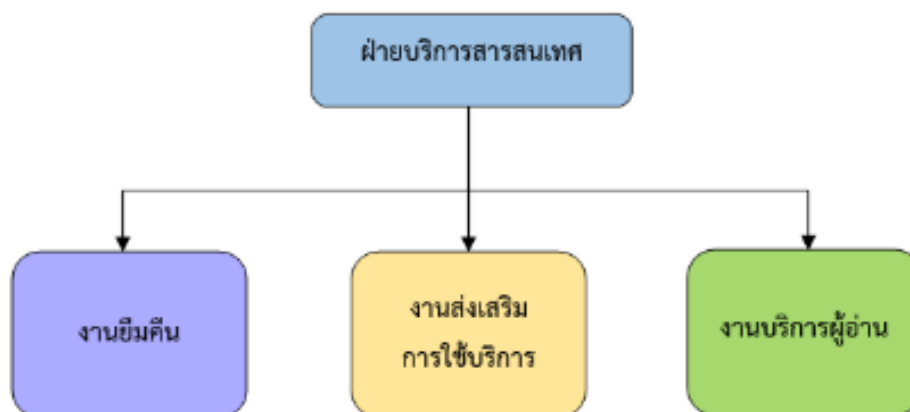 ฝ่ายบริการสารสนเทศ
งานยืมคืน
งานส่งเสริม
การใช้บริการ
งานบริการผู้อ่าน